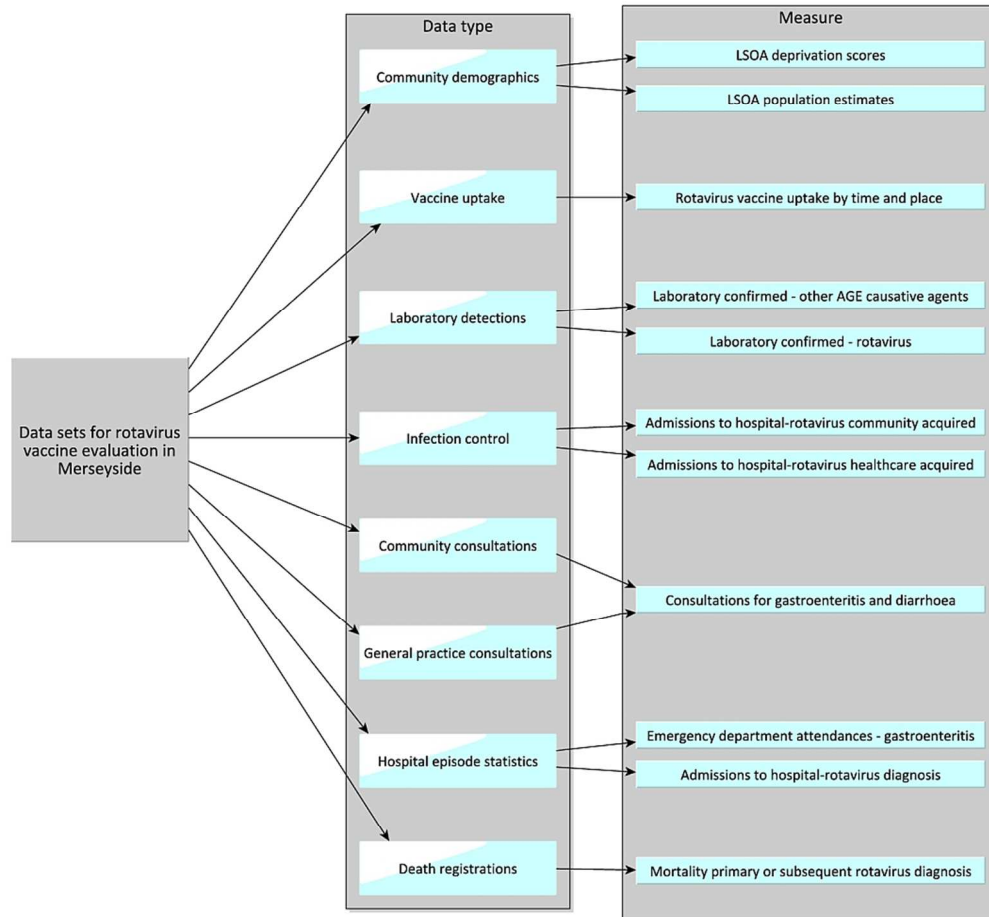 Data type
Measure
Community demographics
LSOA deprivation scores
LSOA population estimates
Vaccine uptake
Rotavirus vaccine uptake by time and place
Laboratory detections
Laboratory confirmed - other AGE causative agents
Laboratory confirmed - rotavirus
Data sets for rotavirus
vaccine evaluation in
Merseyside
Infection control
Admissions to hospital-rotavirus community acquired
Admissions to hospital-rotavirus healthcare acquired
Community consultations
Consultations for gastroenteritis and diarrhoea
General practice consultations
Hospital episode statistics
Emergency department attendances - gastroenteritis
Admissions to hospital-rotavirus diagnosis
Death registrations
Mortality primary or subsequent rotavirus diagnosis